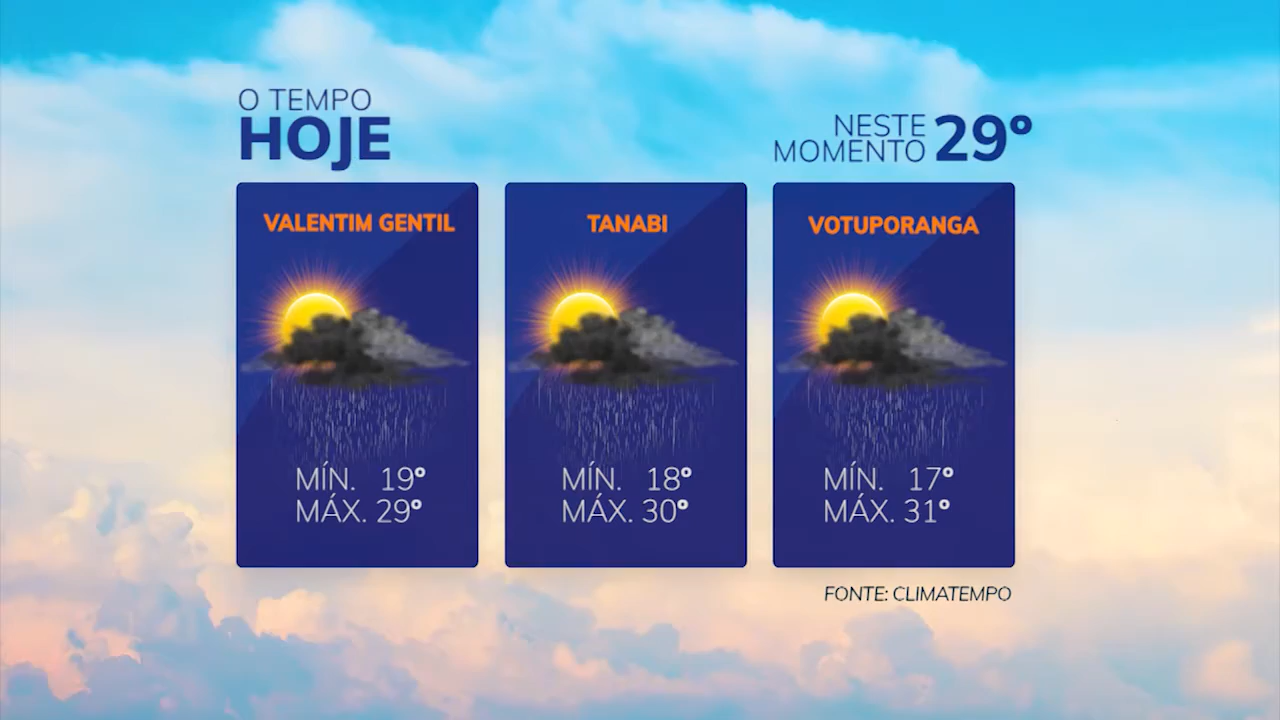 O TEMPO
HOJE
NESTE
MOMENTO 29º
VALENTIM GENTIL
MÍN. 19º
MÁX. 29º
TANABI
MÍN. 18º
MÁX. 30º
VOTUPORANGA
MÍN. 17º
MÁX. 31º
FONTE: CLIMATEMPO